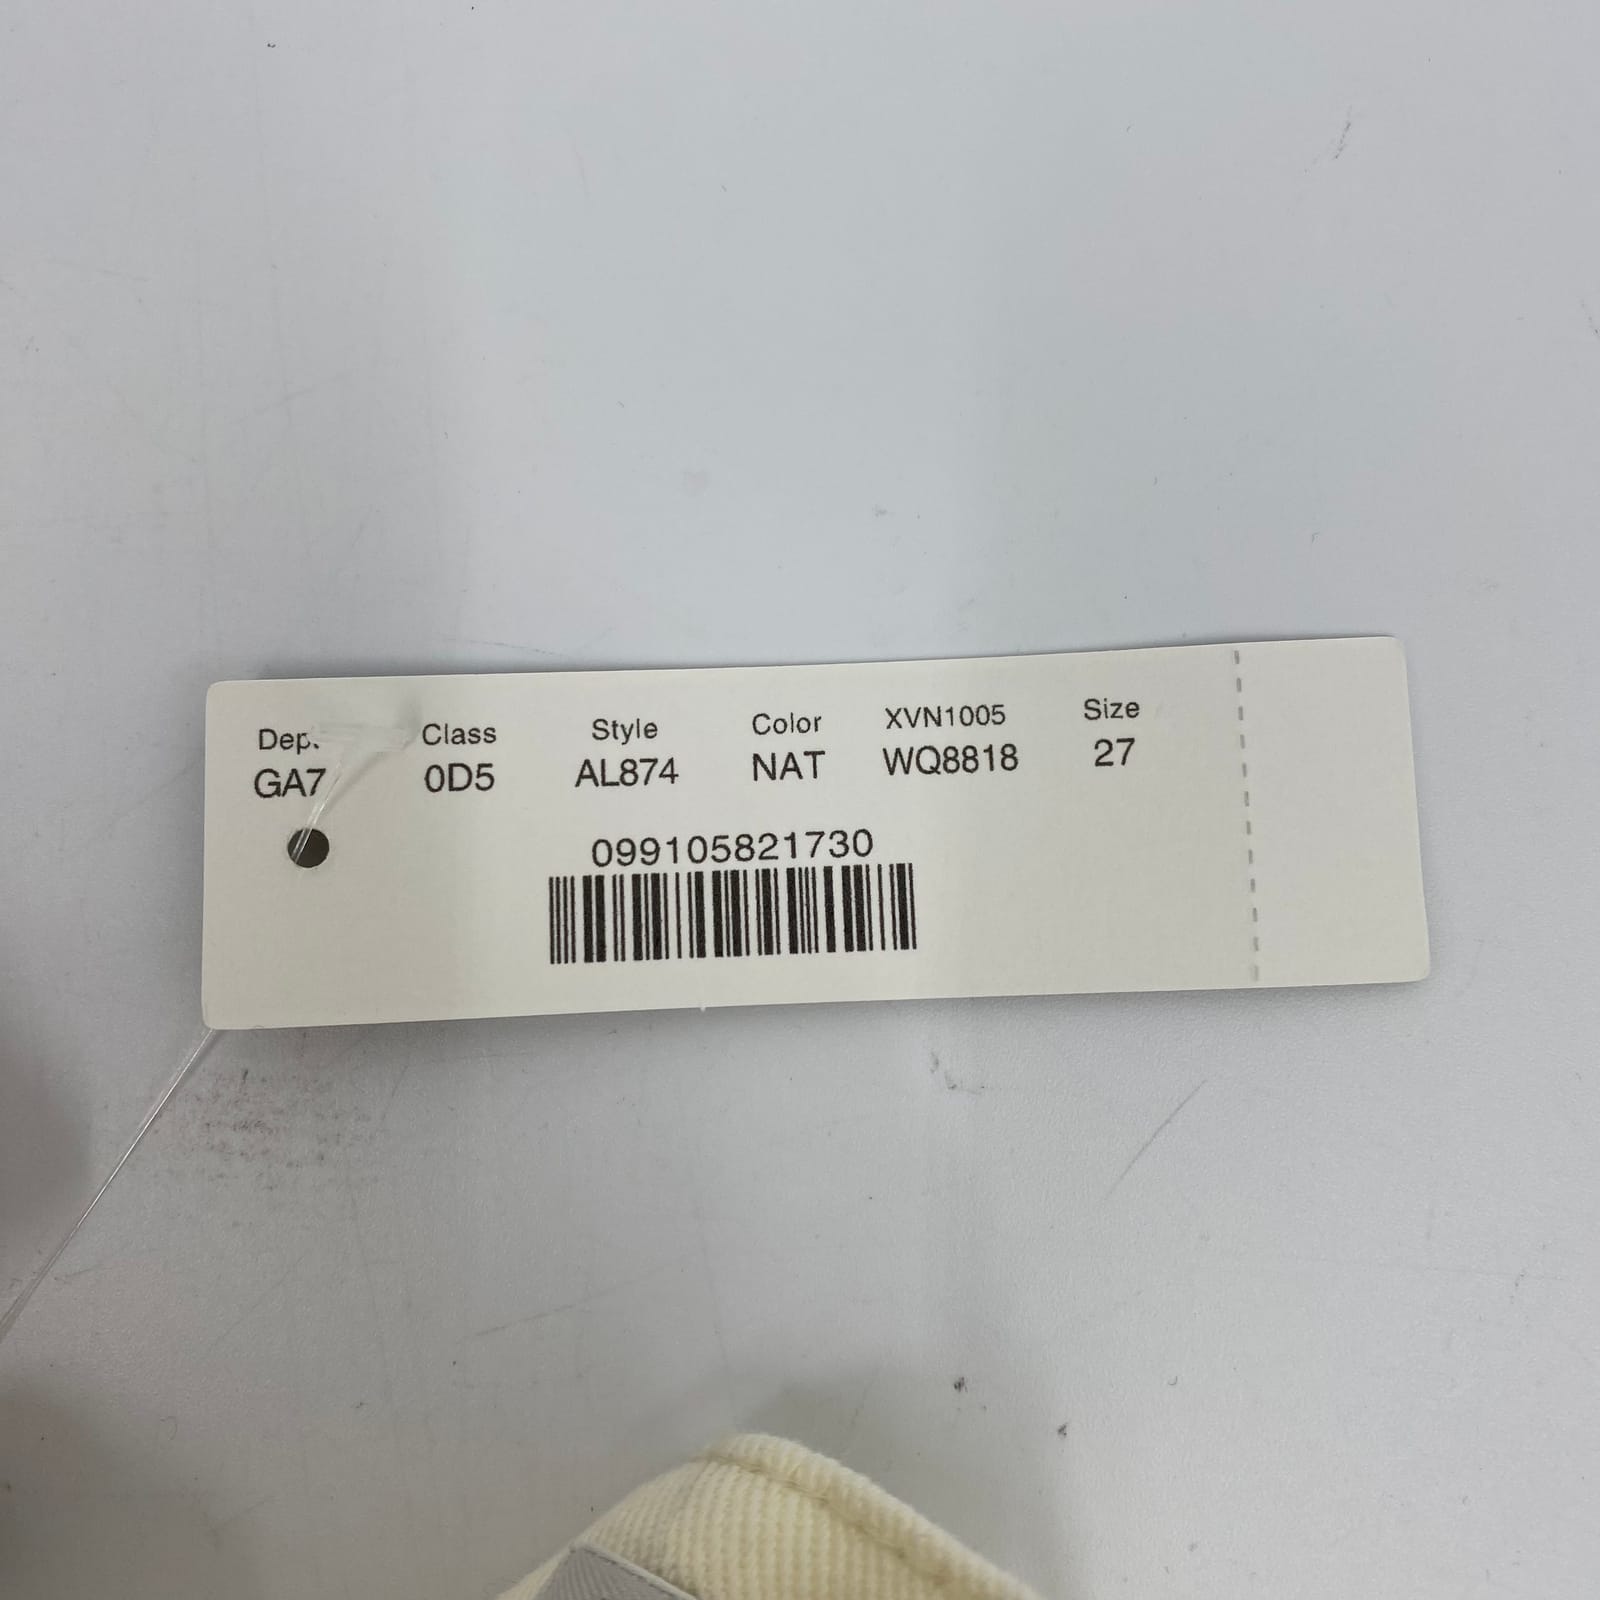 Dep. Class Style Color XVN1005 Size
GA7 0D5 AL874 NAT WQ8818 27
099105821730